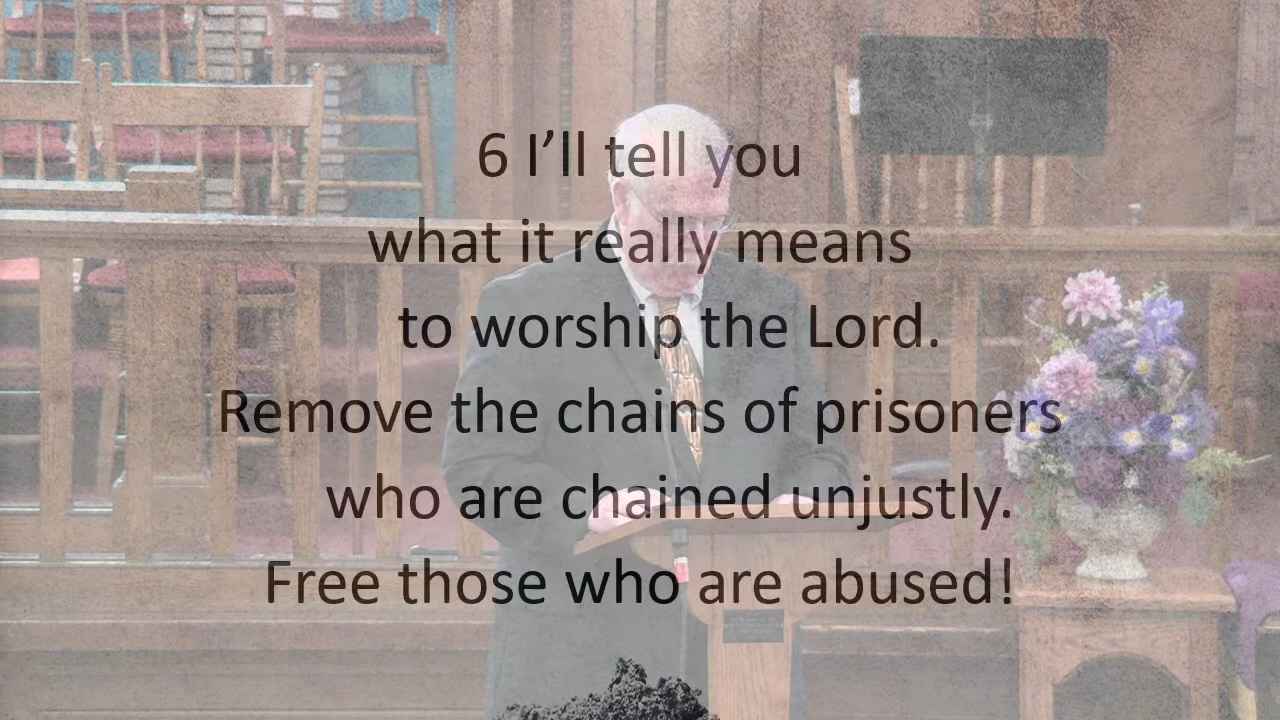 6 I’ll tell you
what it really means
to worship the Lord.
Remove the chains of prisoners
who are chained unjustly.
Free those who are abused!